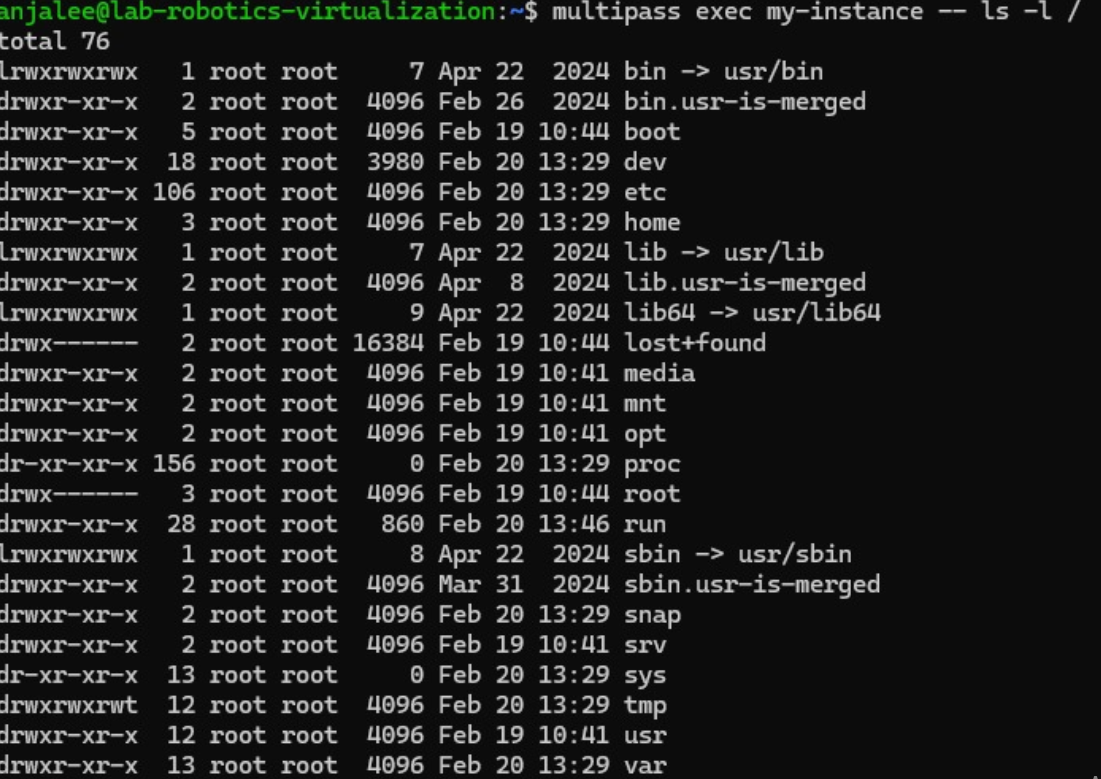 anjalee@lab-robotics-virtualization:~$ multipass exec my-instance -- ls -l /
total 76
lrwxrwxrwx   1 root root     7 Apr 22  2024 bin -> usr/bin
drwxr-xr-x   2 root root  4096 Feb 26  2024 bin.usr-is-merged
drwxr-xr-x   5 root root  4096 Feb 19 10:44 boot
drwxr-xr-x  18 root root  3980 Feb 20 13:29 dev
drwxr-xr-x 106 root root  4096 Feb 20 13:29 etc
drwxr-xr-x   3 root root  4096 Feb 20 13:29 home
lrwxrwxrwx   1 root root     7 Apr 22  2024 lib -> usr/lib
drwxr-xr-x   2 root root  4096 Apr  8  2024 lib.usr-is-merged
lrwxrwxrwx   1 root root     9 Apr 22  2024 lib64 -> usr/lib64
drwx------   2 root root 16384 Feb 19 10:44 lost+found
drwxr-xr-x   2 root root  4096 Feb 19 10:41 media
drwxr-xr-x   2 root root  4096 Feb 19 10:41 mnt
drwxr-xr-x   2 root root  4096 Feb 19 10:41 opt
dr-xr-xr-x 156 root root     0 Feb 20 13:29 proc
drwx------   3 root root  4096 Feb 19 10:44 root
drwxr-xr-x  28 root root   860 Feb 20 13:46 run
lrwxrwxrwx   1 root root     8 Apr 22  2024 sbin -> usr/sbin
drwxr-xr-x   2 root root  4096 Mar 31  2024 sbin.usr-is-merged
drwxr-xr-x   2 root root  4096 Feb 20 13:29 snap
drwxr-xr-x   2 root root  4096 Feb 19 10:41 srv
dr-xr-xr-x  13 root root     0 Feb 20 13:29 sys
drwxrwxrwt  12 root root  4096 Feb 20 13:29 tmp
drwxr-xr-x  12 root root  4096 Feb 19 10:41 usr
drwxr-xr-x  13 root root  4096 Feb 20 13:29 var